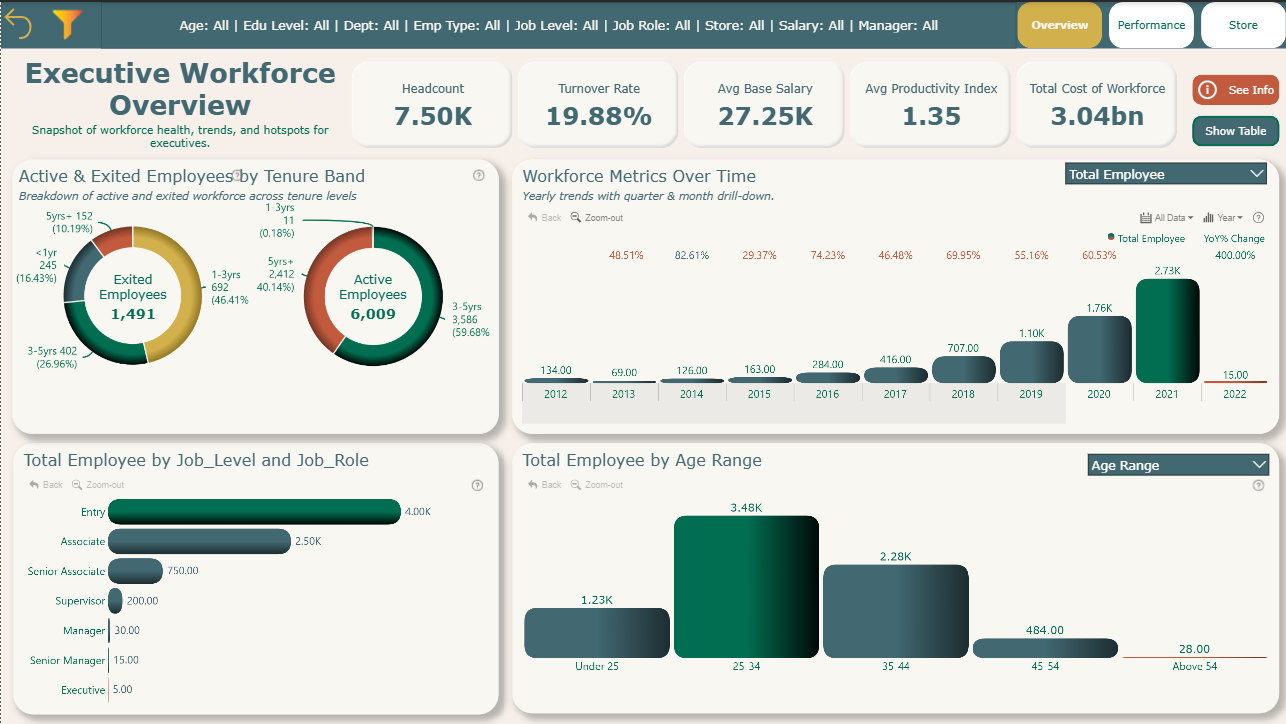 Age: All | Edu Level: All | Dept: All | Emp Type: All | Job Level: All | Job Role: All | Store: All | Salary: All | Manager: All
Overview
Performance
Store
Executive Workforce
Overview
Snapshot of workforce health, trends, and hotspots for
executives.
Headcount
7.50K
Turnover Rate
19.88%
Avg Base Salary
27.25K
Avg Productivity Index
1.35
Total Cost of Workforce
3.04bn
See Info
Show Table
Active & Exited Employees by Tenure Band
Breakdown of active and exited workforce across tenure levels
5yrs+ 152
(10.19%)
<1yr
245
(16.43%)
Exited
Employees
1,491
1-3yrs
692
(46.41%
3-5yrs 402
(26.96%)
1-3yrs
11
(0.18%)
5yrs+
2,412
40.14%)
Active
Employees
6,009
3-5yrs
3,586
(59.68%
Workforce Metrics Over Time
Total Employee
Yearly trends with quarter & month drill-down.
Back
Zoom-out
All Data
Year
Total Employee
YoY% Change
48.51%
82.61%
29.37%
74.23%
46.48%
69.95%
55.16%
60.53%
400.00%
134.00
69.00
126.00
163.00
284.00
416.00
707.00
1.10K
1.76K
2.73K
15.00
2012
2013
2014
2015
2016
2017
2018
2019
2020
2021
2022
Total Employee by Job_Level and Job_Role
Back
Zoom-out
Entry
4.00K
Associate
2.50K
Senior Associate
750.00
Supervisor
200.00
Manager
30.00
Senior Manager
15.00
Executive
5.00
Total Employee by Age Range
Age Range
Back
Zoom-out
1.23K
3.48K
2.28K
484.00
28.00
Under 25
25 34
35 44
45 54
Above 54